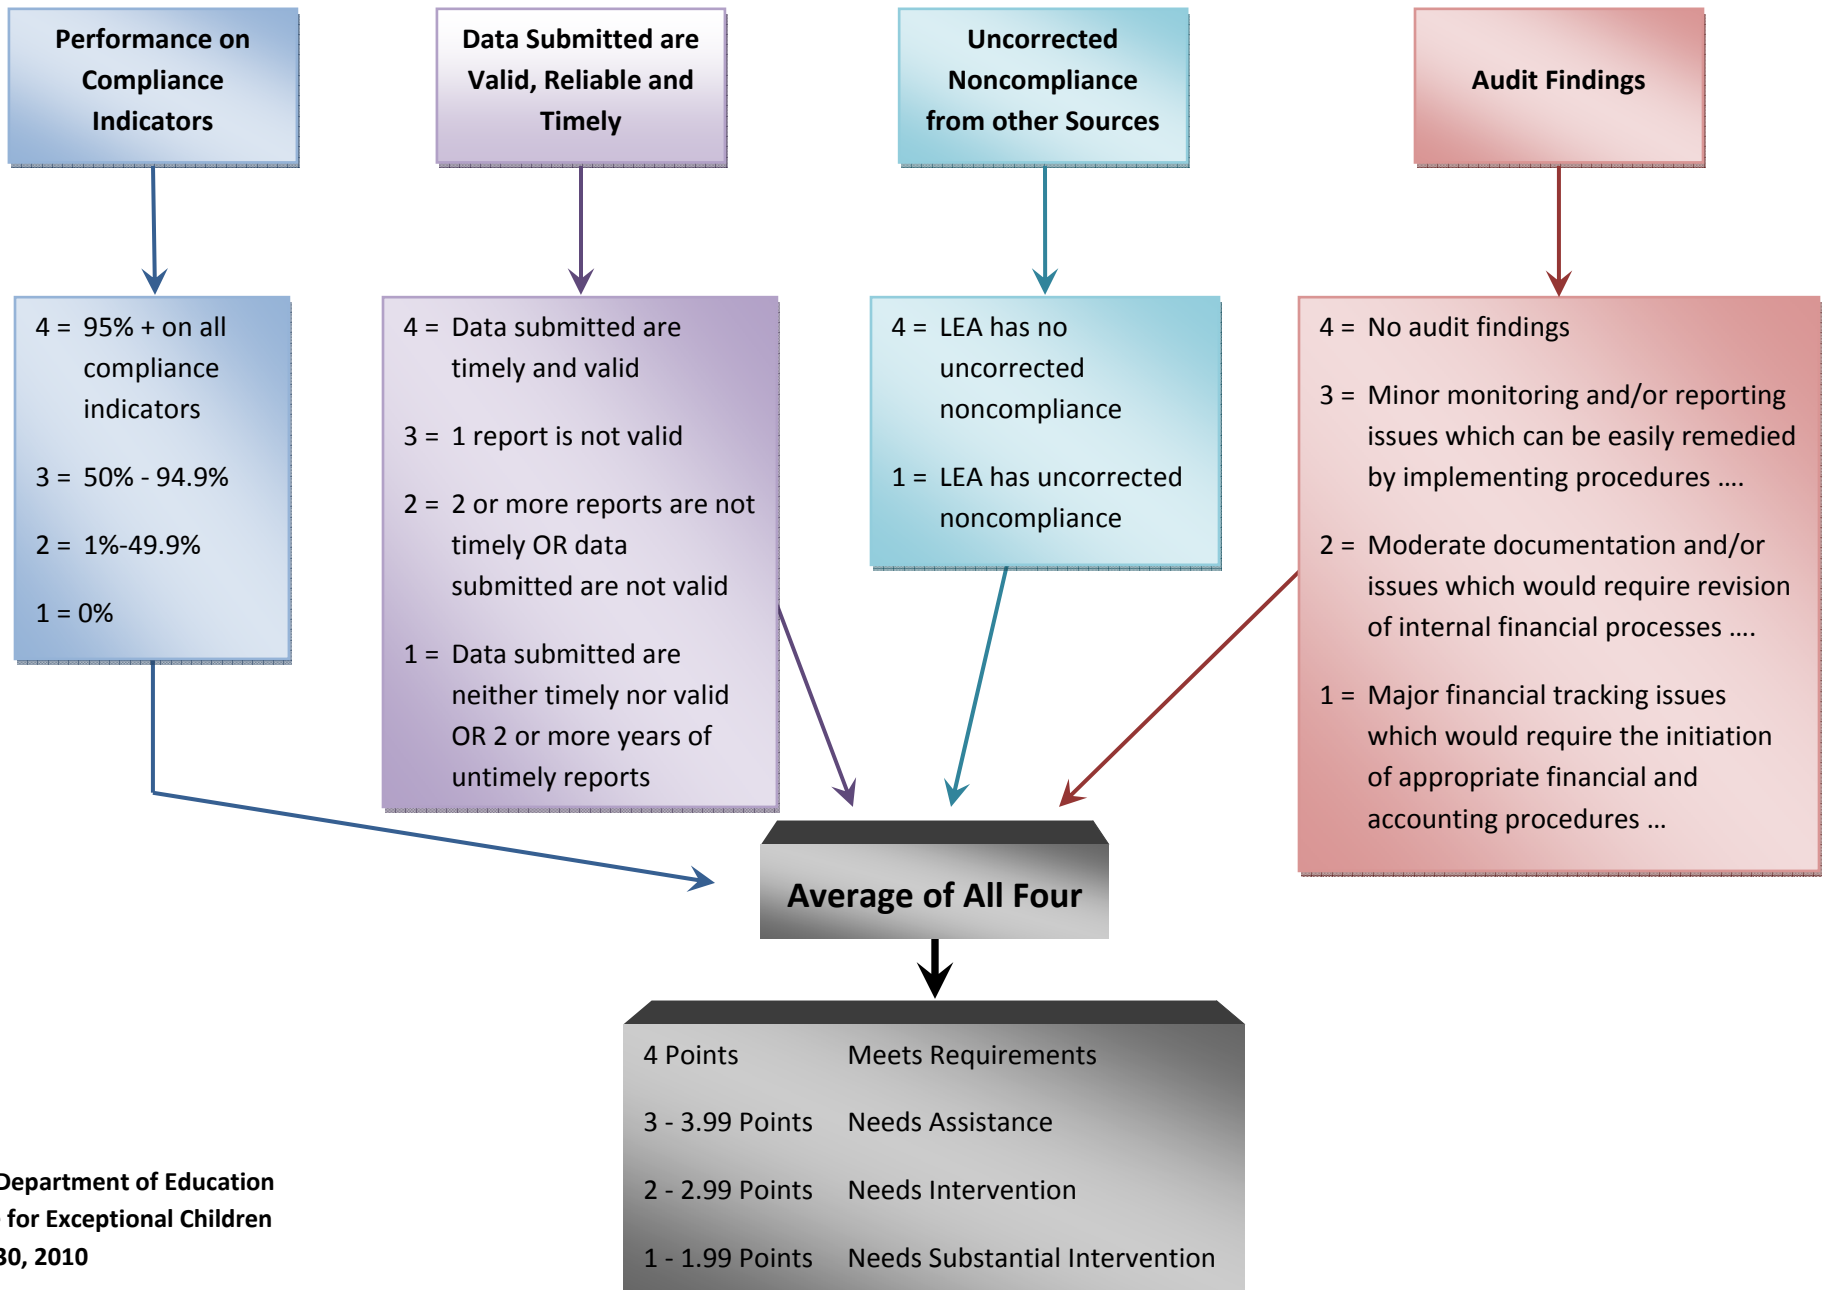 Performance on
Compliance
Indicators
Data Submitted are
Valid, Reliable and
Timely
Uncorrected
Noncompliance
from other Sources
Audit Findings
4 = 95% + on all
compliance
indicators
3 = 50% - 94.9%
2 = 1%-49.9%
1 = 0%
4 = Data submitted are
timely and valid
3 = 1 report is not valid
2 = 2 or more reports are not
timely OR data
submitted are not valid
1 = Data submitted are
neither timely nor valid
OR 2 or more years of
untimely reports
4 = LEA has no
uncorrected
noncompliance
1 = LEA has uncorrected
noncompliance
4 = No audit findings
3 = Minor monitoring and/or reporting
issues which can be easily remedied
by implementing procedures ....
2 = Moderate documentation and/or
issues which would require revision
of internal financial processes ....
1 = Major financial tracking issues
which would require the initiation
of appropriate financial and
accounting procedures ...
Average of All Four
4 Points Meets Requirements
3 - 3.99 Points Needs Assistance
2 - 2.99 Points Needs Intervention
1 - 1.99 Points Needs Substantial Intervention
Department of Education
for Exceptional Children
30, 2010